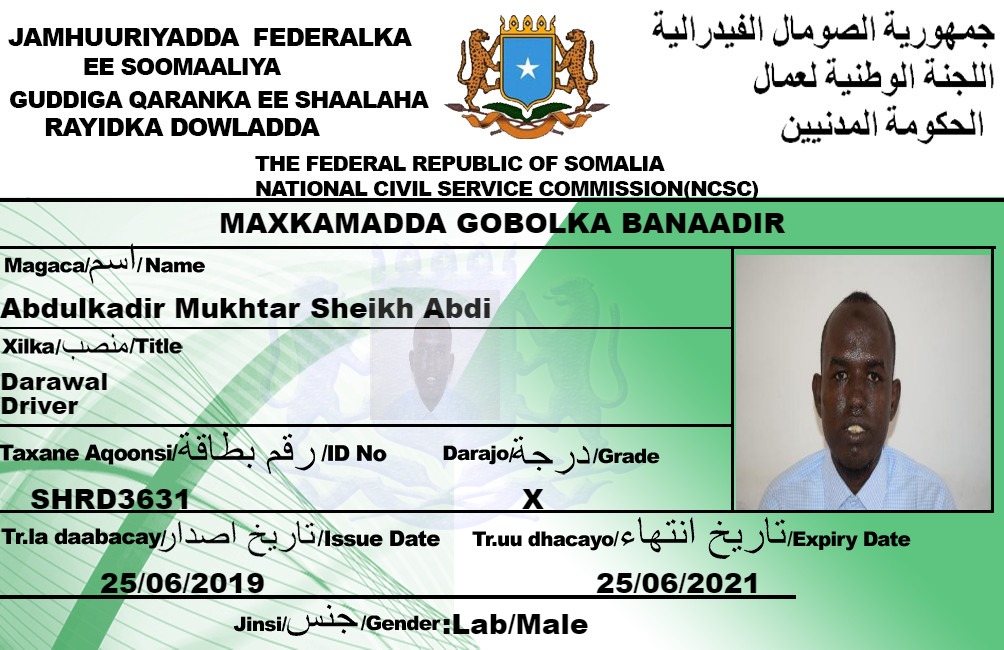 JAMHUURIYADDA FEDERALKA
EE SOOMAALIYA
GUDDIGA QARANKA EE SHAALAHA
RAYIDKA DOWLADDA
جمهورية الصومال الفيدرالية
اللجنة الوطنية لعمال
الحكومة المدنيين
THE FEDERAL REPUBLIC OF SOMALIA
NATIONAL CIVIL SERVICE COMMISSION(NCSC)
MAXKAMADDA GOBOLKA BANAADIR
Magaca/اسم/Name
Abdulkadir Mukhtar Sheikh Abdi
Xilka/منصب/Title
Darawal
Driver
Taxane Aqoonsi/رقم بطاقة/ID No
SHRD3631
Darajo/درجة/Grade
X
Tr.la daabacay/تاريخ اصدار/Issue Date
25/06/2019
Tr.uu dhacayo/تاريخ انتهاء/Expiry Date
25/06/2021
Jinsi/جنس/Gender:Lab/Male